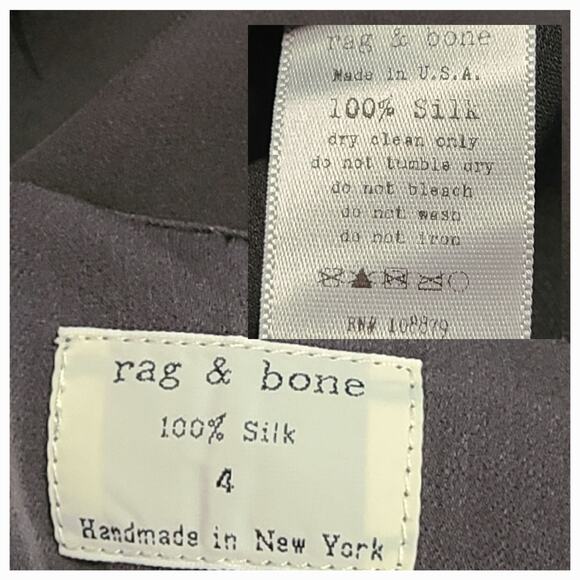 rag & bone
Made in U.S.A.
100% Silk
dry clean only
do not tumble dry
do not bleach
do not wash
do not iron
RN# 108879
rag & bone
100% Silk
4
Handmade in New York